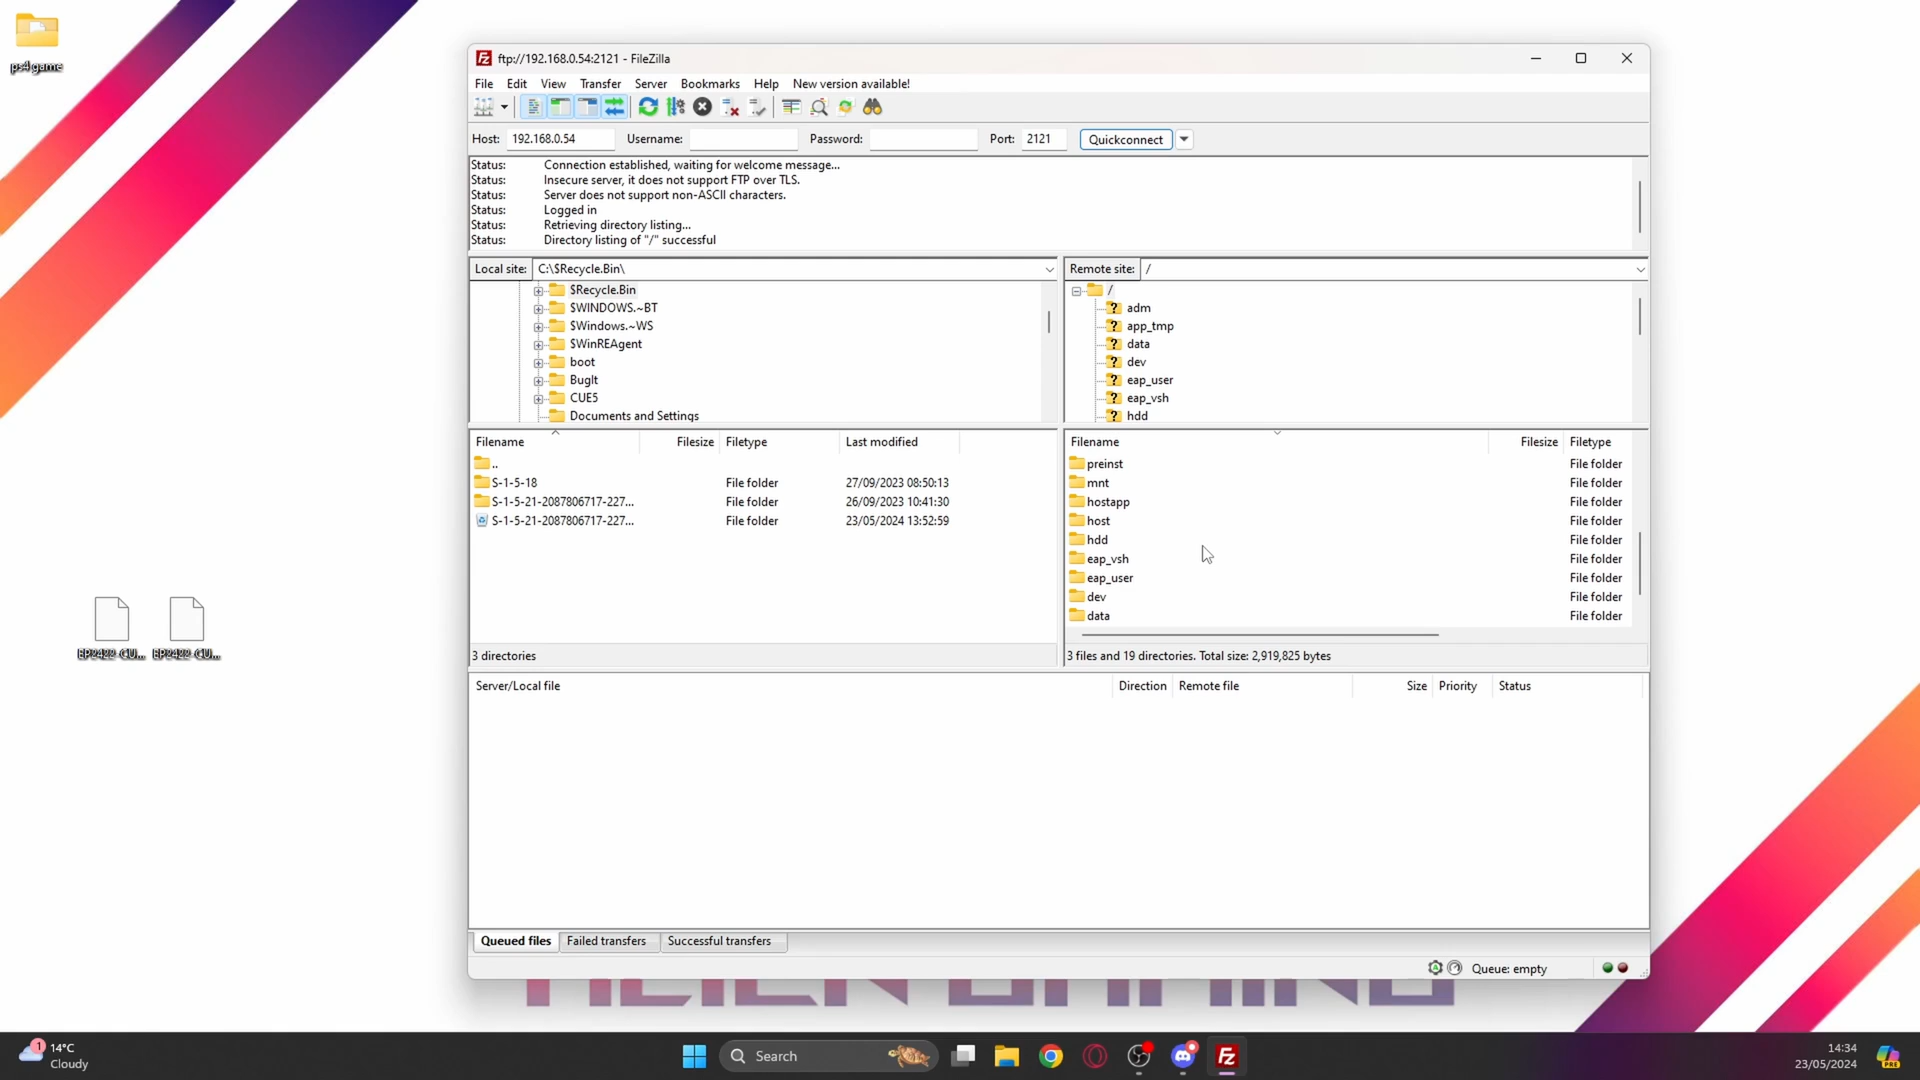 ps4 game
ftp://192.168.0.54:2121 - FileZilla
File Edit View Transfer Server Bookmarks Help New version available!
Host: 192.168.0.54 Username: Password: Port: 2121 Quickconnect
Status: Connection established, waiting for welcome message...
Status: Insecure server, it does not support FTP over TLS.
Status: Server does not support non-ASCII characters.
Status: Logged in
Status: Retrieving directory listing...
Status: Directory listing of "/" successful
Local site: C:\$Recycle.Bin\
$Recycle.Bin
$WINDOWS.~BT
$Windows.~WS
$WinREAgent
boot
BugIt
CUE5
Documents and Settings
Remote site: /
/
adm
app_tmp
data
dev
eap_user
eap_vsh
hdd
Filename Filesize Filetype Last modified
..
S-1-5-18 File folder 27/09/2023 08:50:13
S-1-5-21-2087806717-227... File folder 26/09/2023 10:41:30
S-1-5-21-2087806717-227... File folder 23/05/2024 13:52:59
3 directories
Filename Filesize Filetype
preinst File folder
mnt File folder
hostapp File folder
host File folder
hdd File folder
eap_vsh File folder
eap_user File folder
dev File folder
data File folder
3 files and 19 directories. Total size: 2,919,825 bytes
EP2422-CU... EP2422-CU...
Server/Local file Direction Remote file Size Priority Status
Queued files Failed transfers Successful transfers
Queue: empty
1
14°C
Cloudy
Search
14:34
23/05/2024
PRE